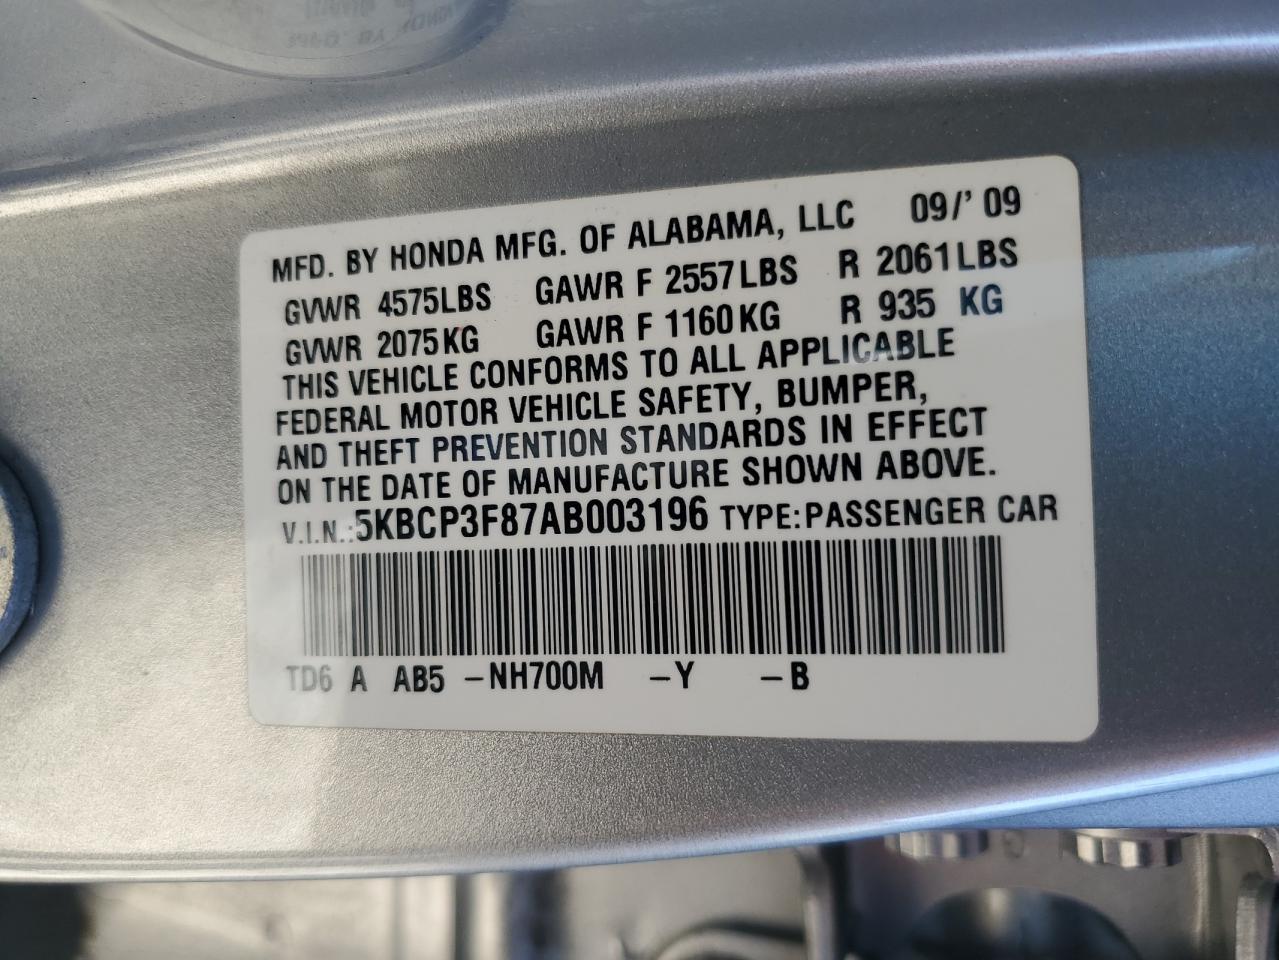 MFD. BY HONDA MFG. OF ALABAMA, LLC 09/'09
GVWR 4575LBS GAWR F 2557LBS R 2061LBS
GVWR 2075KG GAWR F 1160KG R 935 KG
THIS VEHICLE CONFORMS TO ALL APPLICABLE
FEDERAL MOTOR VEHICLE SAFETY, BUMPER,
AND THEFT PREVENTION STANDARDS IN EFFECT
ON THE DATE OF MANUFACTURE SHOWN ABOVE.
V.I.N.:5KBCP3F87AB003196 TYPE:PASSENGER CAR
TD6 A AB5 -NH700M -Y -B